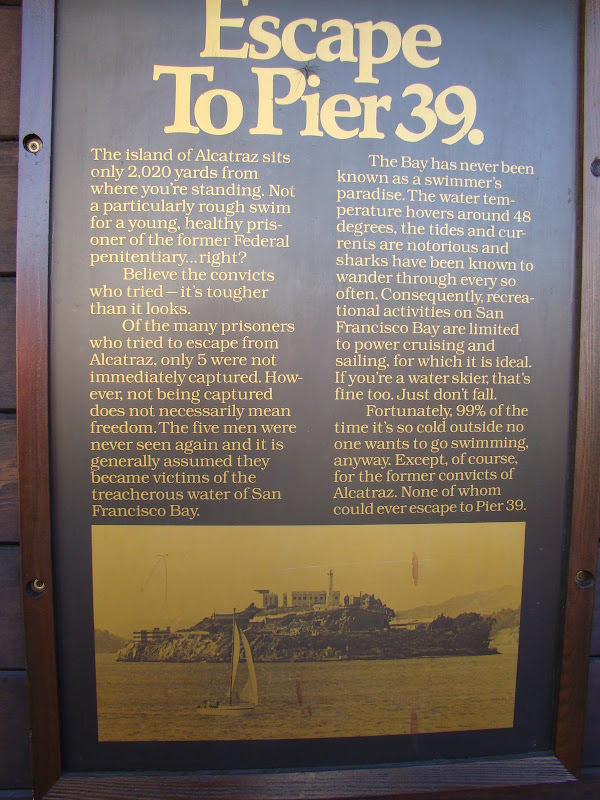 Escape
To Pier 39.
The island of Alcatraz sits
only 2,020 yards from
where you're standing. Not
a particularly rough swim
for a young, healthy pris-
oner of the former Federal
penitentiary...right?
Believe the convicts
who tried—it's tougher
than it looks.
Of the many prisoners
who tried to escape from
Alcatraz, only 5 were not
immediately captured. How-
ever, not being captured
does not necessarily mean
freedom. The five men were
never seen again and it is
generally assumed they
became victims of the
treacherous water of San
Francisco Bay.
The Bay has never been
known as a swimmer's
paradise. The water tem-
perature hovers around 48
degrees, the tides and cur-
rents are notorious and
sharks have been known to
wander through every so
often. Consequently, recrea-
tional activities on San
Francisco Bay are limited
to power cruising and
sailing, for which it is ideal.
If you're a water skier, that's
fine too. Just don't fall.
Fortunately, 99% of the
time it's so cold outside no
one wants to go swimming,
anyway. Except, of course,
for the former convicts of
Alcatraz. None of whom
could ever escape to Pier 39.